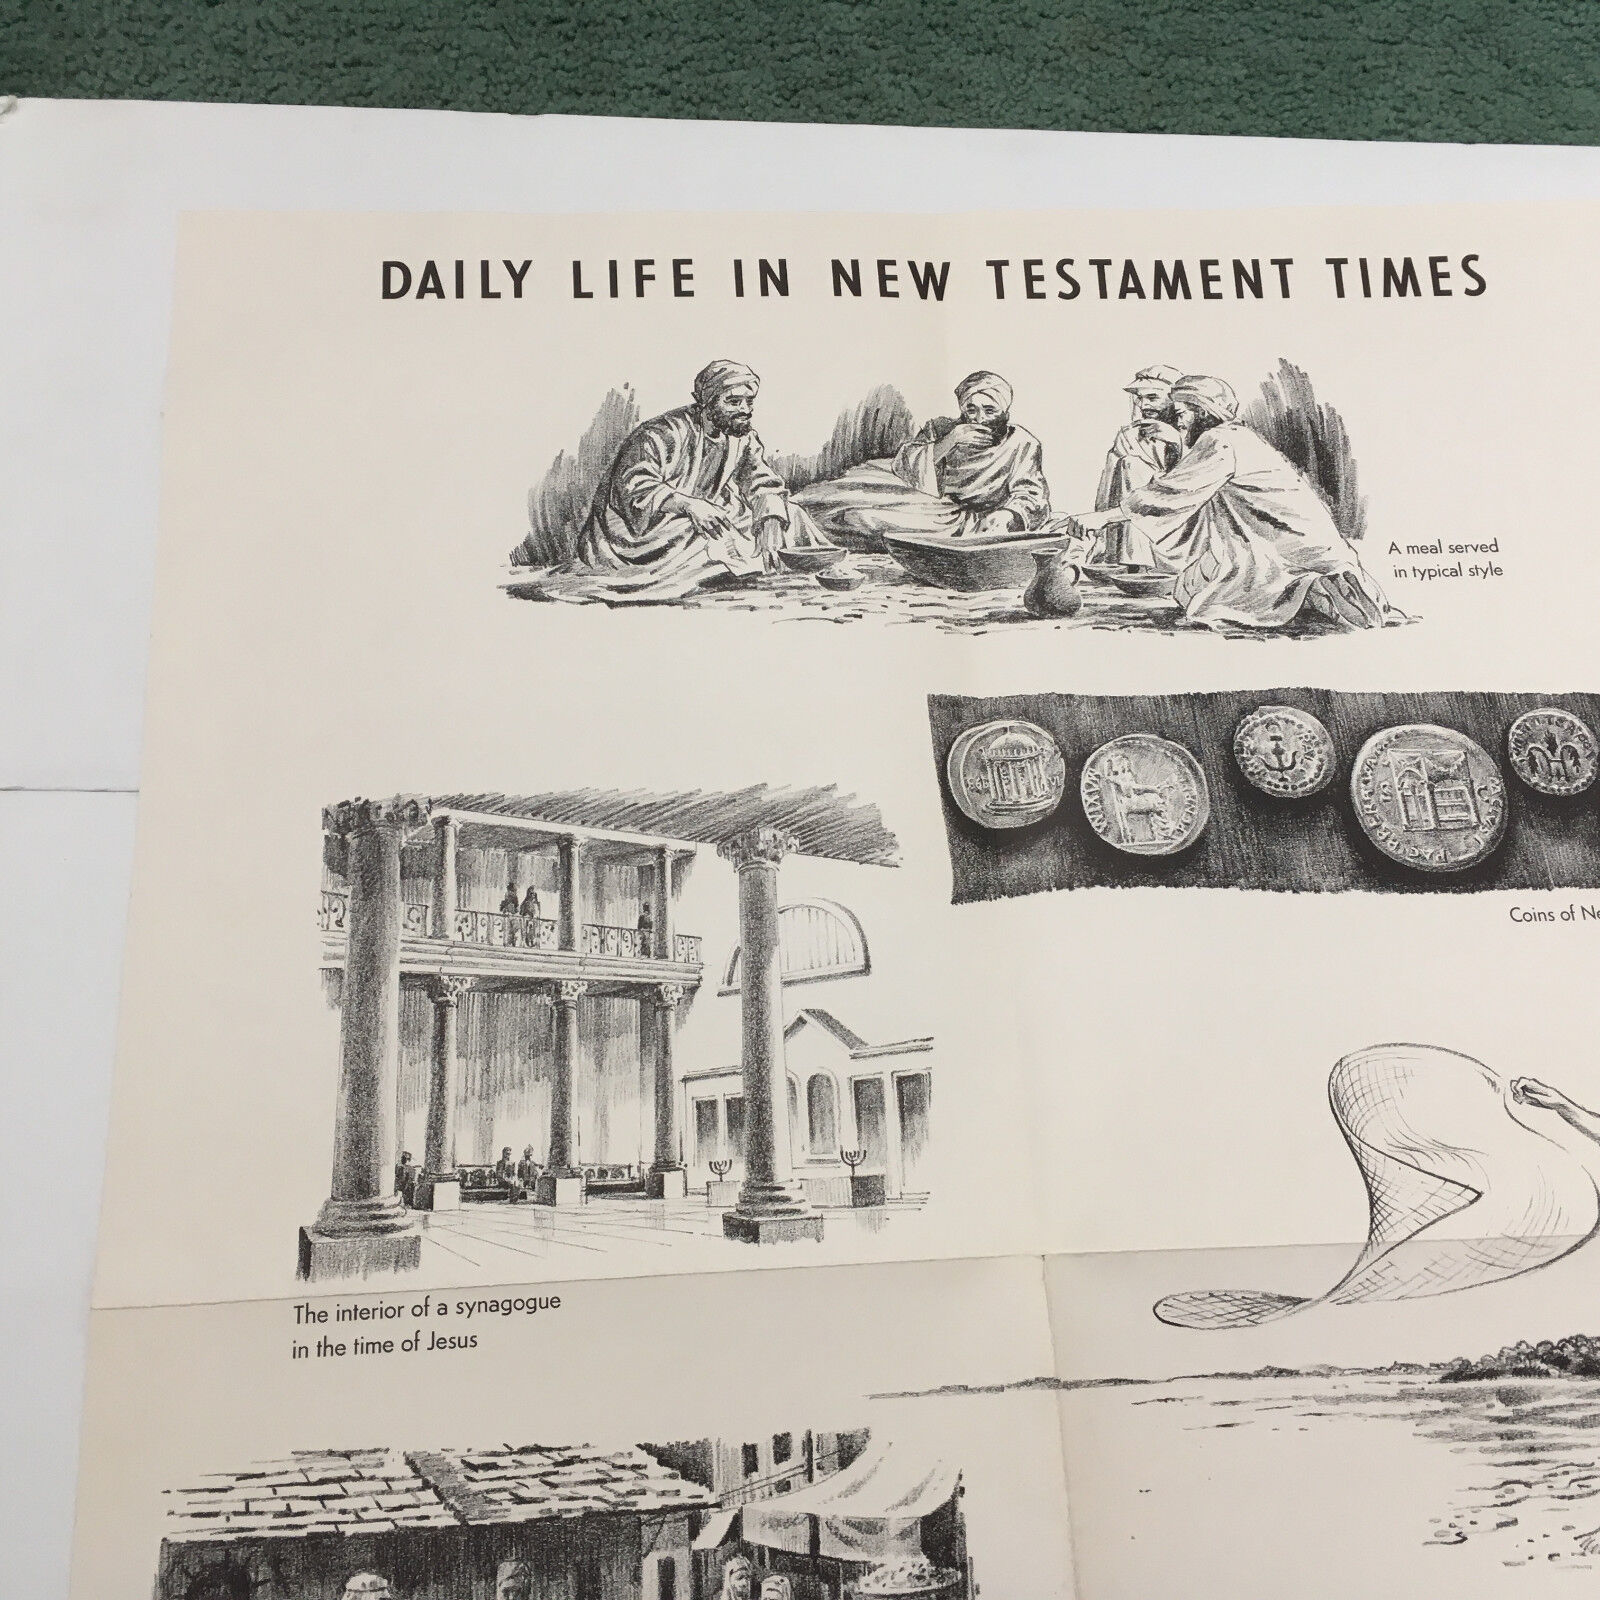 DAILY LIFE IN NEW TESTAMENT TIMES
A meal served
in typical style
Coins of
The interior of a synagogue
in the time of Jesus